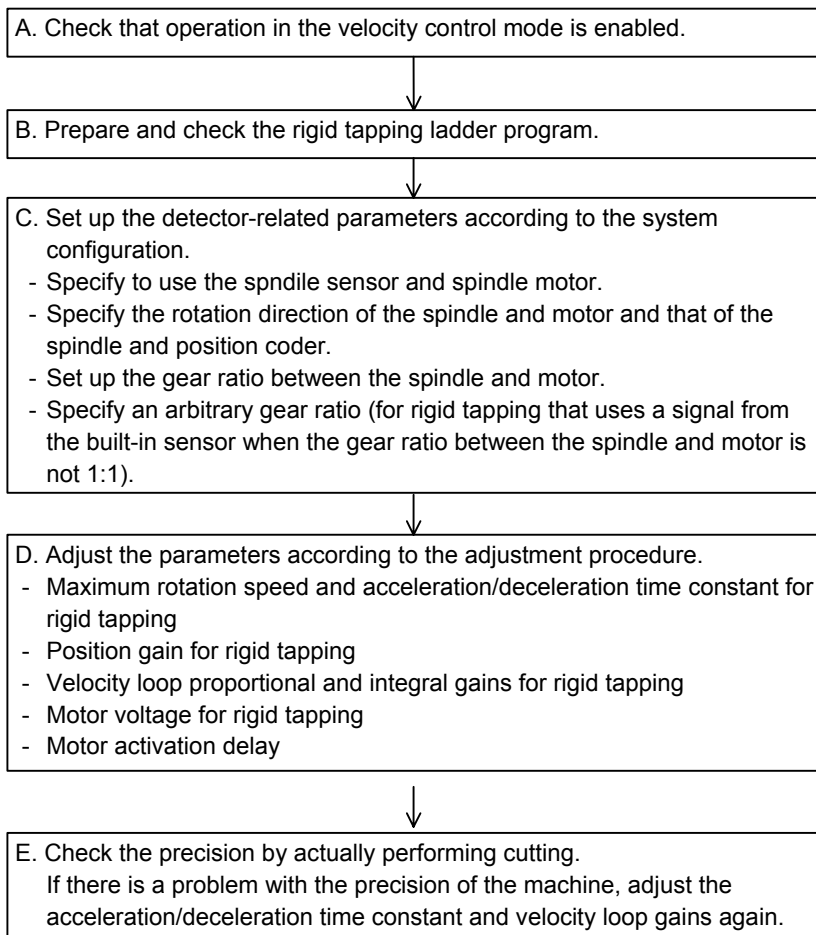 A. Check that operation in the velocity control mode is enabled.
B. Prepare and check the rigid tapping ladder program.
C. Set up the detector-related parameters according to the system
configuration.
- Specify to use the spndile sensor and spindle motor.
- Specify the rotation direction of the spindle and motor and that of the
spindle and position coder.
- Set up the gear ratio between the spindle and motor.
- Specify an arbitrary gear ratio (for rigid tapping that uses a signal from
the built-in sensor when the gear ratio between the spindle and motor is
not 1:1).
D. Adjust the parameters according to the adjustment procedure.
- Maximum rotation speed and acceleration/deceleration time constant for
rigid tapping
- Position gain for rigid tapping
- Velocity loop proportional and integral gains for rigid tapping
- Motor voltage for rigid tapping
- Motor activation delay
E. Check the precision by actually performing cutting.
If there is a problem with the precision of the machine, adjust the
acceleration/deceleration time constant and velocity loop gains again.